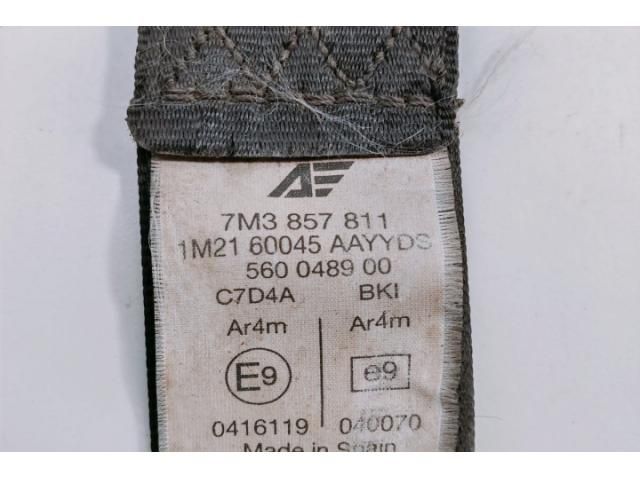 AE
7M3 857 811
1M21 60045 AAYYDS
560 0489 00
C7D4A BKI
Ar4m Ar4m
E9 e9
0416119 040070
Made in Spain